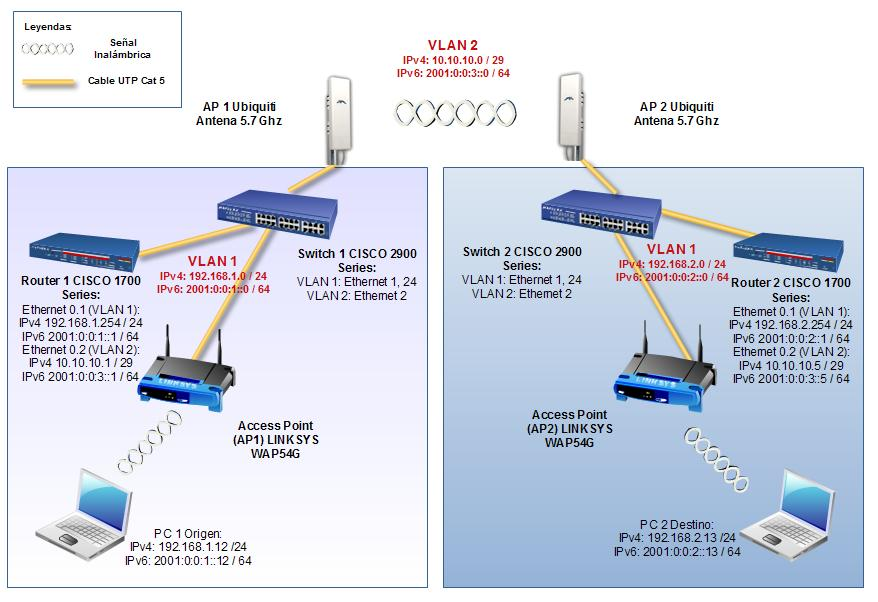 Leyendas:
Señal
Inalámbrica
Cable UTP Cat 5
VLAN 2
IPv4: 10.10.10.0 / 29
IPv6: 2001:0:0:3::0 / 64
AP 1 Ubiquiti
Antena 5.7 Ghz
AP 2 Ubiquiti
Antena 5.7 Ghz
VLAN 1
IPv4: 192.168.1.0 / 24
IPv6: 2001:0:0:1::0 / 64
Switch 1 CISCO 2900
Series:
VLAN 1: Ethernet 1, 24
VLAN 2: Ethernet 2
Router 1 CISCO 1700
Series:
Ethernet 0.1 (VLAN 1):
IPv4 192.168.1.254 / 24
IPv6 2001:0:0:1::1 / 64
Ethernet 0.2 (VLAN 2):
IPv4 10.10.10.1 / 29
IPv6 2001:0:0:3::1 / 64
LINKSYS
Access Point
(AP1) LINKSYS
WAP54G
PC 1 Origen:
IPv4: 192.168.1.12 /24
IPv6: 2001:0:0:1::12 / 64
Switch 2 CISCO 2900
Series:
VLAN 1: Ethernet 1, 24
VLAN 2: Ethernet 2
VLAN 1
IPv4: 192.168.2.0 / 24
IPv6: 2001:0:0:2::0 / 64
Router 2 CISCO 1700
Series:
Ethernet 0.1 (VLAN 1):
IPv4 192.168.2.254 / 24
IPv6 2001:0:0:2::1 / 64
Ethernet 0.2 (VLAN 2):
IPv4 10.10.10.5 / 29
IPv6 2001:0:0:3::5 / 64
LINKSYS
Access Point
(AP2) LINKSYS
WAP54G
PC 2 Destino:
IPv4: 192.168.2.13 /24
IPv6: 2001:0:0:2::13 / 64